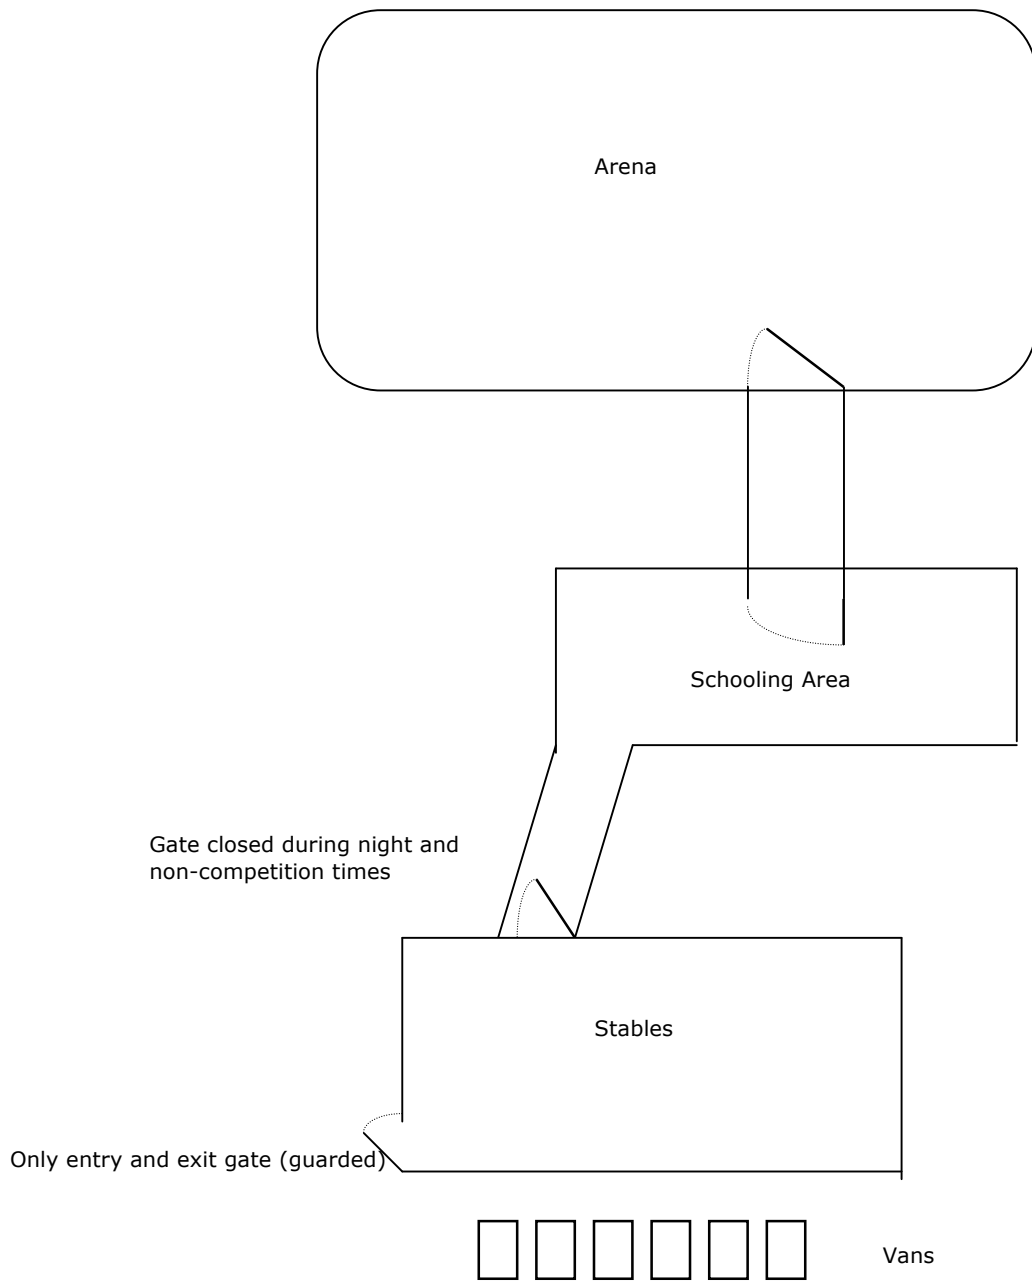 Arena
Schooling Area
Gate closed during night and
non-competition times
Stables
Only entry and exit gate (guarded)
Vans